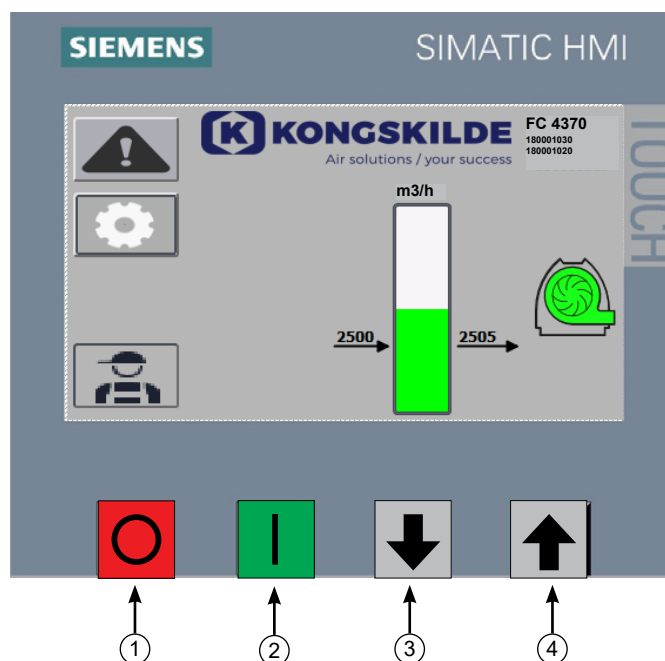 SIEMENS
SIMATIC HMI
TOUCH
K KONGSKILDE
Air solutions / your success
FC 4370
180001030
180001020
m3/h
2500
2505
1
2
3
4